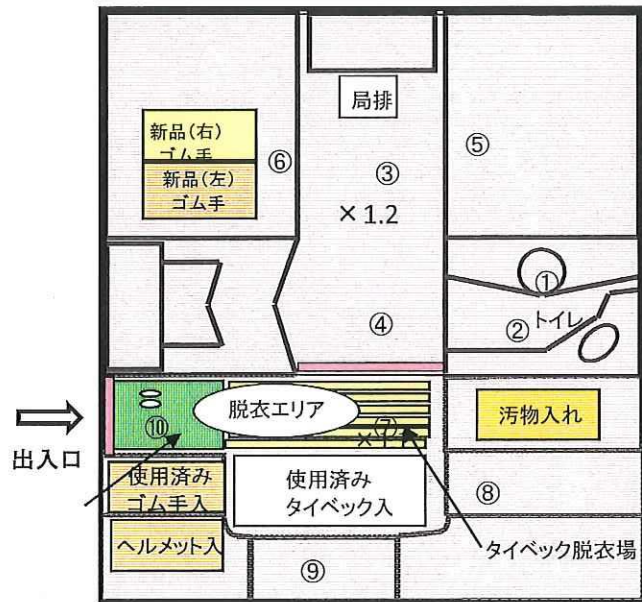 局排
新品(右)
ゴム手
新品(左)
ゴム手
⑥
③
⑤
×1.2
①
④
② トイレ
脱衣エリア
⑦
⑩
汚物入れ
出入口
使用済み
ゴム手入
使用済み
タイベック入
⑧
ヘルメット入
タイベック脱衣場
⑨